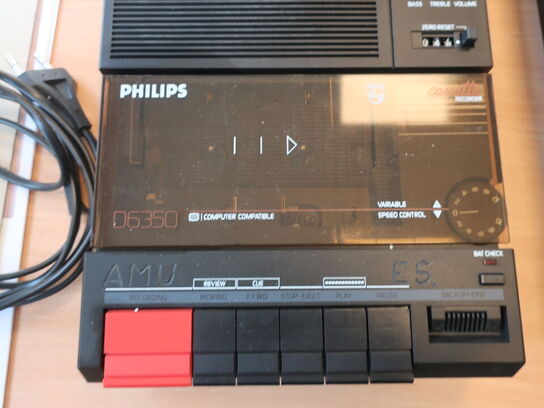 BASS TREBLE VOLUME
ZERO RESET
PHILIPS
cassette
RECORDER
D6350 COMPUTER COMPATIBLE
VARIABLE
SPEED CONTROL
BAT CHECK
AMU ES
REVIEW CUE
RECORDING REWIND F.FWD STOP·EJECT PLAY PAUSE MICROPHONE